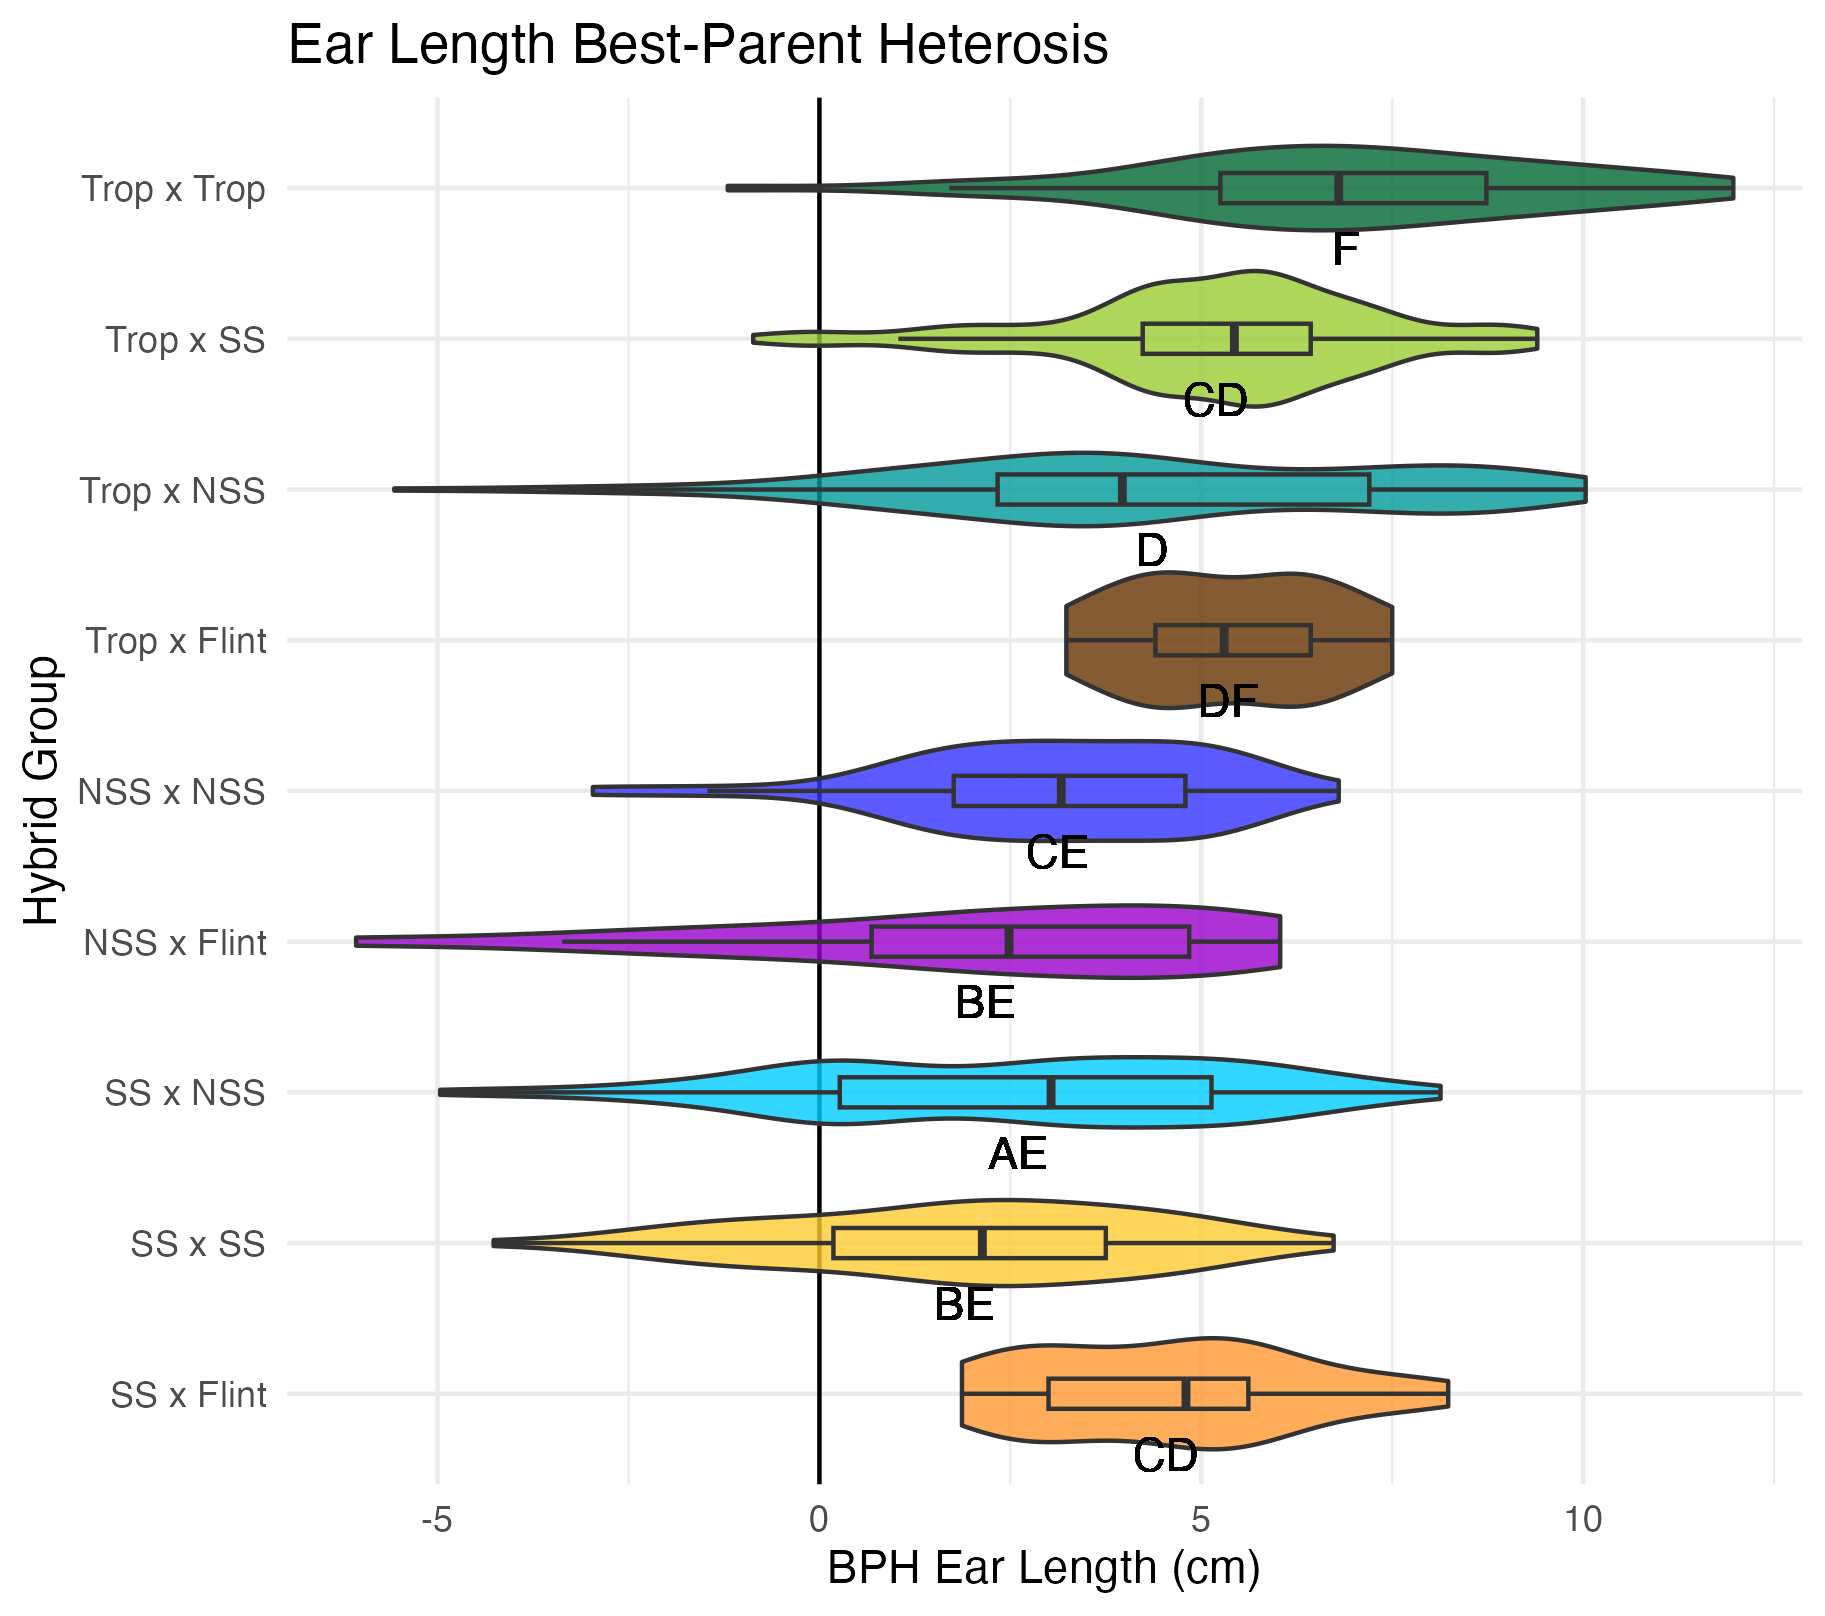 Ear Length Best-Parent Heterosis
Trop x Trop
F
Trop x SS
CD
Trop x NSS
D
Trop x Flint
DF
NSS x NSS
CE
NSS x Flint
BE
SS x NSS
AE
SS x SS
BE
SS x Flint
CD
Hybrid Group
-5 0 5 10
BPH Ear Length (cm)